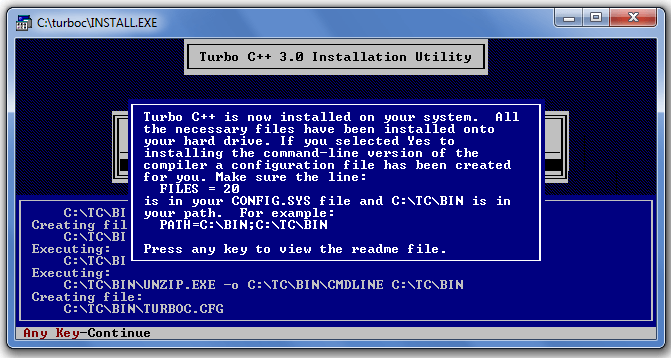 C:\turboc\INSTALL.EXE
Turbo C++ 3.0 Installation Utility
Turbo C++ is now installed on your system.  All
the necessary files have been installed onto
your hard drive. If you selected Yes to
installing the command-line version of the
compiler a configuration file has been created
for you. Make sure the line:
FILES = 20
is in your CONFIG.SYS file and C:\TC\BIN is in
your path.  For example:
PATH=C:\BIN;C:\TC\BIN
Press any key to view the readme file.
C:\TC\BI
Creating fil
C:\TC\BI
Executing:
C:\TC\BI
Executing:
C:\TC\BIN\UNZIP.EXE -o C:\TC\BIN\CMDLINE C:\TC\BIN
Creating file:
C:\TC\BIN\TURBOC.CFG
Any Key-Continue